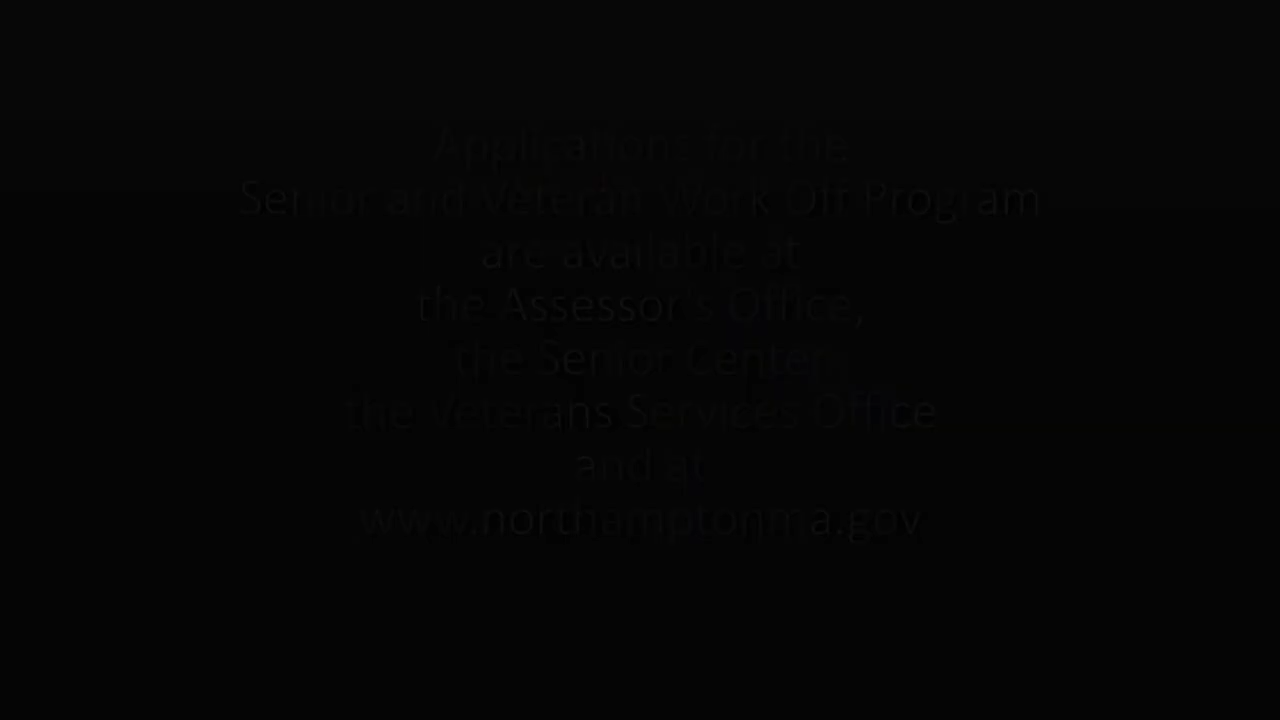 Applications for the
Senior and Veteran Work Off Program
are available at
the Assessor's Office,
the Senior Center,
the Veterans Services Office
and at
www.northamptonma.gov